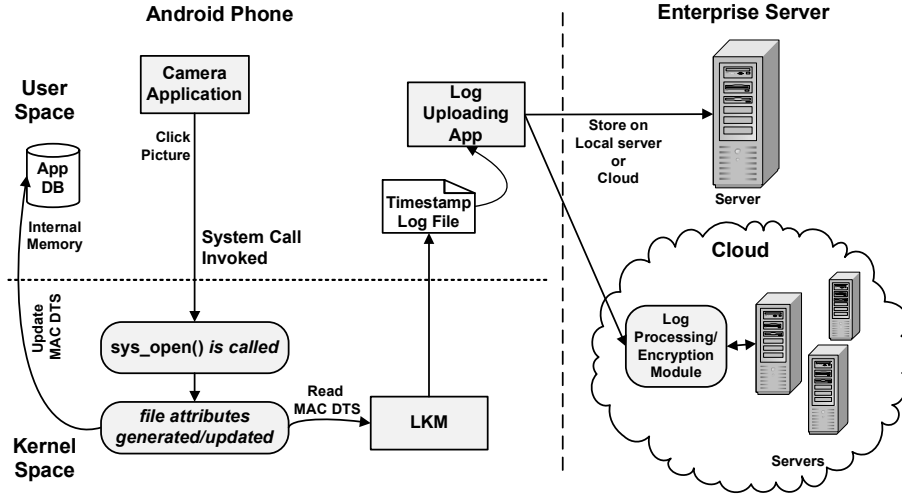 Android Phone
Enterprise Server
User
Space
Camera
Application
Click
Picture
App
DB
Internal
Memory
System Call
Invoked
Log
Uploading
App
Timestamp
Log File
Store on
Local server
or
Cloud
Server
Cloud
Log
Processing/
Encryption
Module
Servers
Update
MAC DTS
sys_open() is called
file attributes
generated/updated
Read
MAC DTS
LKM
Kernel
Space